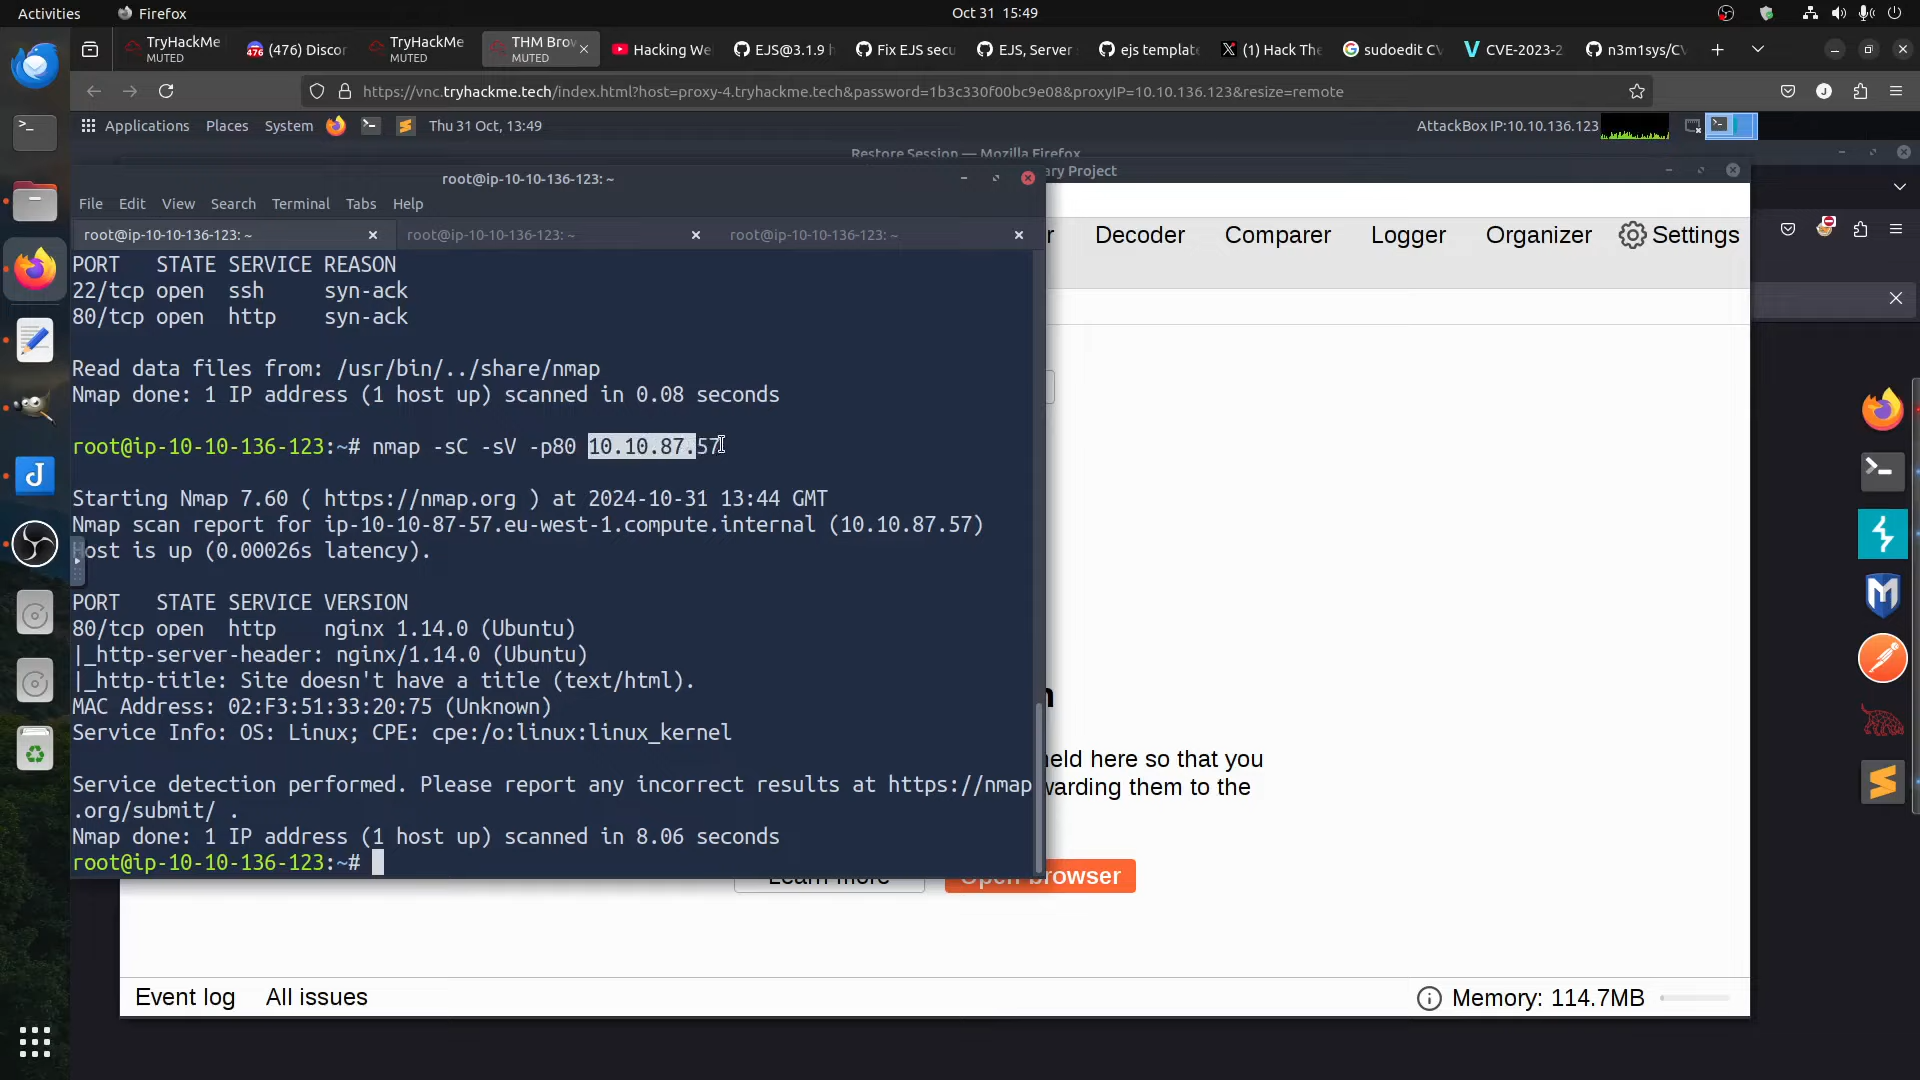 Activities
Firefox
Oct 31 15:49
TryHackMe
MUTED
(476) Discor
TryHackMe
MUTED
THM Brov
MUTED
Hacking We
EJS@3.1.9 h
Fix EJS secu
EJS, Server
ejs templat
(1) Hack The
sudoedit CV
CVE-2023-2
n3m1sys/CV
https://vnc.tryhackme.tech/index.html?host=proxy-4.tryhackme.tech&password=1b3c330f00bc9e08&proxyIP=10.10.136.123&resize=remote
Applications
Places
System
Thu 31 Oct, 13:49
AttackBox IP:10.10.136.123
Restore Session — Mozilla Firefox
ary Project
root@ip-10-10-136-123: ~
File Edit View Search Terminal Tabs Help
root@ip-10-10-136-123: ~
root@ip-10-10-136-123: ~
root@ip-10-10-136-123: ~
r
Decoder
Comparer
Logger
Organizer
Settings
PORT   STATE SERVICE REASON
22/tcp open  ssh     syn-ack
80/tcp open  http    syn-ack
Read data files from: /usr/bin/../share/nmap
Nmap done: 1 IP address (1 host up) scanned in 0.08 seconds
root@ip-10-10-136-123:~# nmap -sC -sV -p80 10.10.87.57
Starting Nmap 7.60 ( https://nmap.org ) at 2024-10-31 13:44 GMT
Nmap scan report for ip-10-10-87-57.eu-west-1.compute.internal (10.10.87.57)
ost is up (0.00026s latency).
PORT   STATE SERVICE VERSION
80/tcp open  http    nginx 1.14.0 (Ubuntu)
|_http-server-header: nginx/1.14.0 (Ubuntu)
|_http-title: Site doesn't have a title (text/html).
MAC Address: 02:F3:51:33:20:75 (Unknown)
Service Info: OS: Linux; CPE: cpe:/o:linux:linux_kernel
Service detection performed. Please report any incorrect results at https://nmap
.org/submit/ .
Nmap done: 1 IP address (1 host up) scanned in 8.06 seconds
root@ip-10-10-136-123:~#
n
held here so that you
warding them to the
Learn more
Open browser
Event log
All issues
Memory: 114.7MB